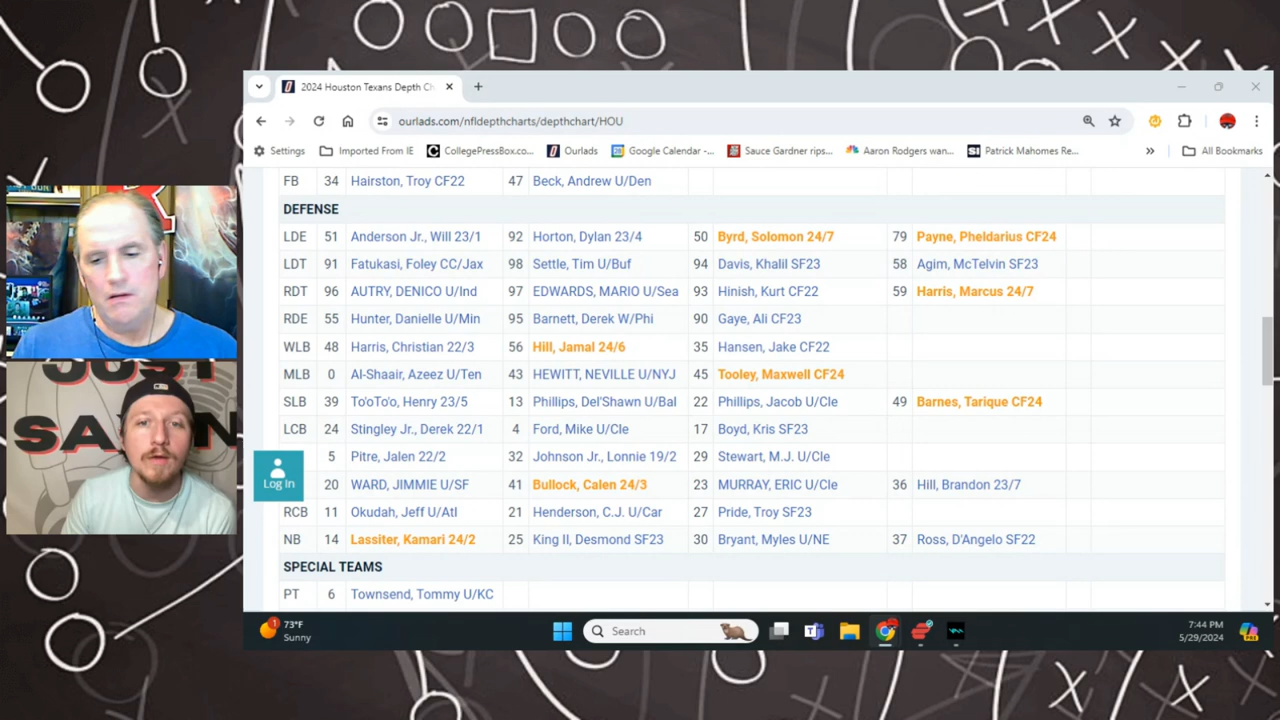 2024 Houston Texans Depth Ch
ourlads.com/nfldepthcharts/depthchart/HOU
Settings Imported From IE CollegePressBox.co... Ourlads Google Calendar -... Sauce Gardner rips... Aaron Rodgers wan... Patrick Mahomes Re... » All Bookmarks
FB 34 Hairston, Troy CF22 47 Beck, Andrew U/Den
DEFENSE
LDE 51 Anderson Jr., Will 23/1 92 Horton, Dylan 23/4 50 Byrd, Solomon 24/7 79 Payne, Pheldarius CF24
LDT 91 Fatukasi, Foley CC/Jax 98 Settle, Tim U/Buf 94 Davis, Khalil SF23 58 Agim, McTelvin SF23
RDT 96 AUTRY, DENICO U/Ind 97 EDWARDS, MARIO U/Sea 93 Hinish, Kurt CF22 59 Harris, Marcus 24/7
RDE 55 Hunter, Danielle U/Min 95 Barnett, Derek W/Phi 90 Gaye, Ali CF23
WLB 48 Harris, Christian 22/3 56 Hill, Jamal 24/6 35 Hansen, Jake CF22
MLB 0 Al-Shaair, Azeez U/Ten 43 HEWITT, NEVILLE U/NYJ 45 Tooley, Maxwell CF24
SLB 39 To'oTo'o, Henry 23/5 13 Phillips, Del'Shawn U/Bal 22 Phillips, Jacob U/Cle 49 Barnes, Tarique CF24
LCB 24 Stingley Jr., Derek 22/1 4 Ford, Mike U/Cle 17 Boyd, Kris SF23
5 Pitre, Jalen 22/2 32 Johnson Jr., Lonnie 19/2 29 Stewart, M.J. U/Cle
Log In
20 WARD, JIMMIE U/SF 41 Bullock, Calen 24/3 23 MURRAY, ERIC U/Cle 36 Hill, Brandon 23/7
RCB 11 Okudah, Jeff U/Atl 21 Henderson, C.J. U/Car 27 Pride, Troy SF23
NB 14 Lassiter, Kamari 24/2 25 King II, Desmond SF23 30 Bryant, Myles U/NE 37 Ross, D'Angelo SF22
SPECIAL TEAMS
PT 6 Townsend, Tommy U/KC
1 73°F
Sunny
Search
7:44 PM
5/29/2024
JUST